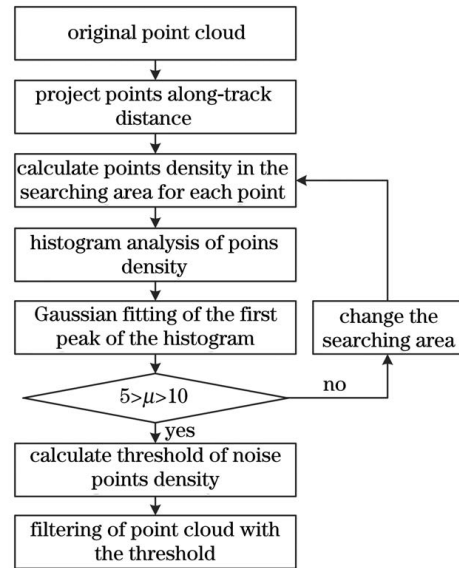 original point cloud
project points along-track
distance
calculate points density in the
searching area for each point
histogram analysis of poins
density
Gaussian fitting of the first
peak of the histogram
change the
searching area
5>μ>10
no
yes
calculate threshold of noise
points density
filtering of point cloud with
the threshold